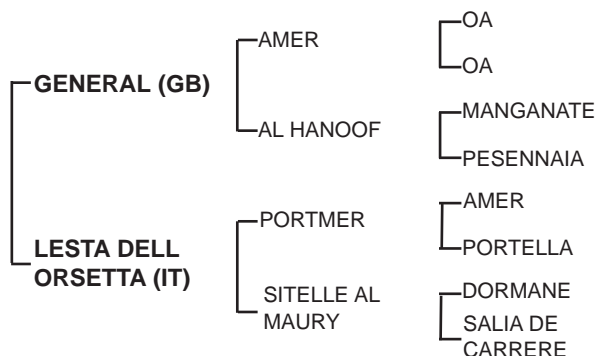 GENERAL (GB)
LESTA DELL
ORSETTA (IT)
AMER
AL HANOOF
PORTMER
SITELLE AL
MAURY
OA
OA
MANGANATE
PESENNAIA
AMER
PORTELLA
DORMANE
SALIA DE
CARRERE